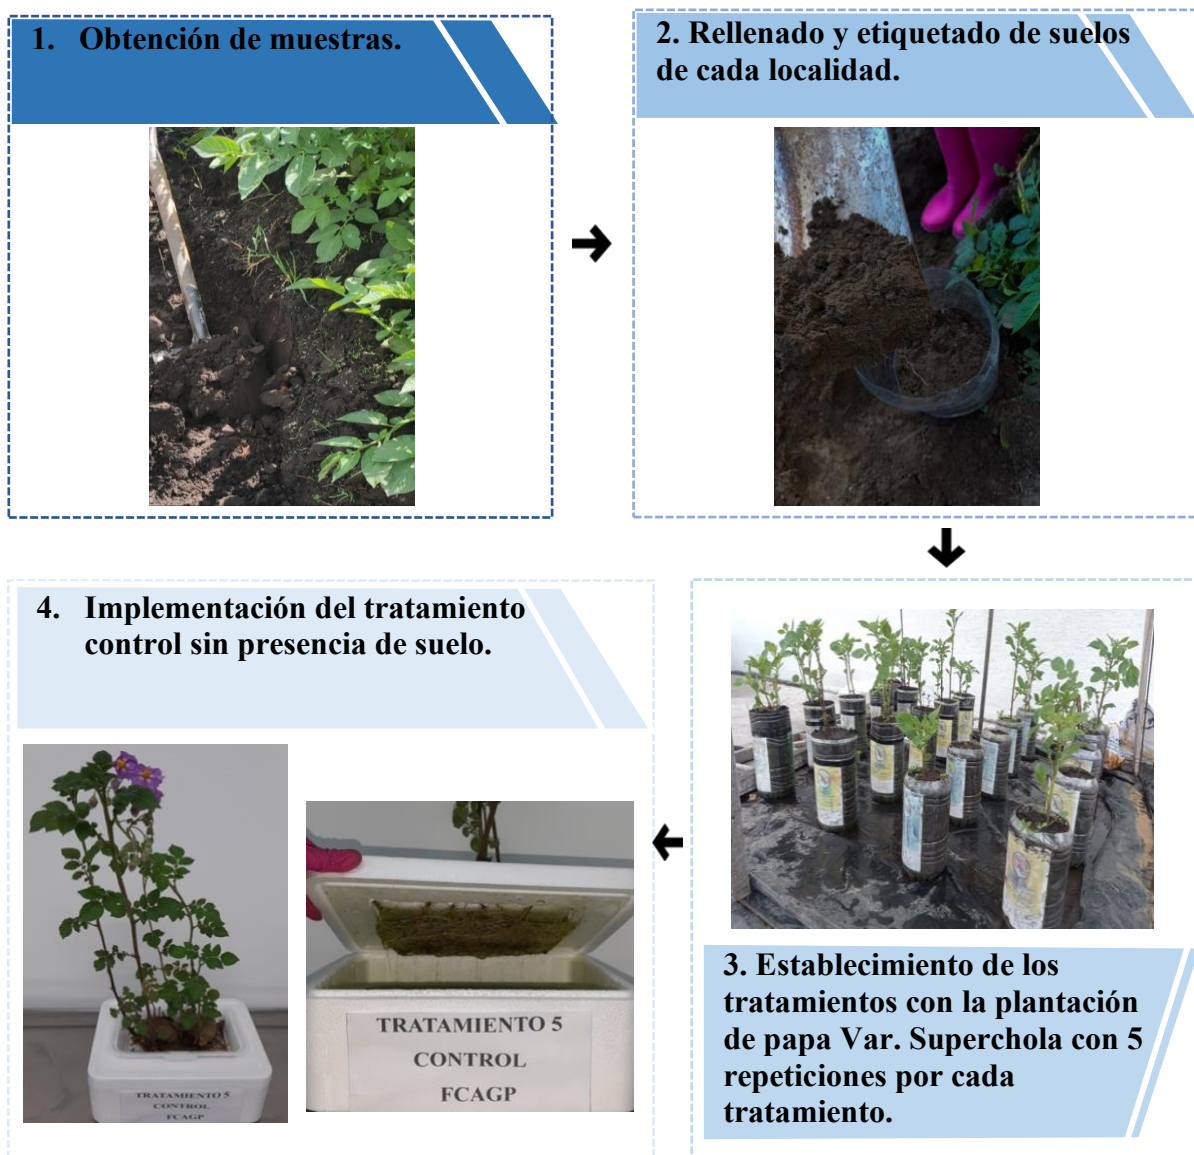 1. Obtención de muestras.
2. Rellenado y etiquetado de suelos
de cada localidad.
3. Establecimiento de los
tratamientos con la plantación
de papa Var. Superchola con 5
repeticiones por cada
tratamiento.
4. Implementación del tratamiento
control sin presencia de suelo.
TRATAMIENTO 5
CONTROL
FCAGP
TRATAMIENTO 5
CONTROL
FCAGP